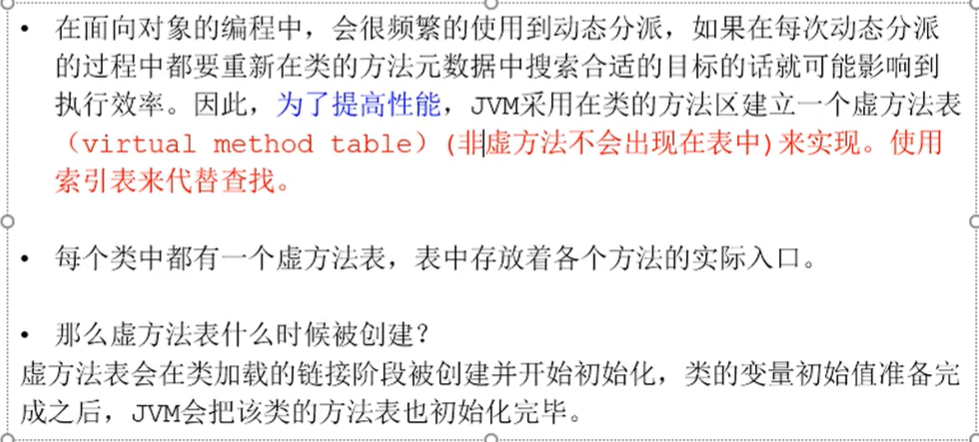 • 在面向对象的编程中，会很频繁的使用到动态分派，如果在每次动态分派
的过程中都要重新在类的方法元数据中搜索合适的目标的话就可能影响到
执行效率。因此，为了提高性能，JVM采用在类的方法区建立一个虚方法表
（virtual method table）(非虚方法不会出现在表中)来实现。使用
索引表来代替查找。
• 每个类中都有一个虚方法表，表中存放着各个方法的实际入口。
• 那么虚方法表什么时候被创建？
虚方法表会在类加载的链接阶段被创建并开始初始化，类的变量初始值准备完
成之后，JVM会把该类的方法表也初始化完毕。